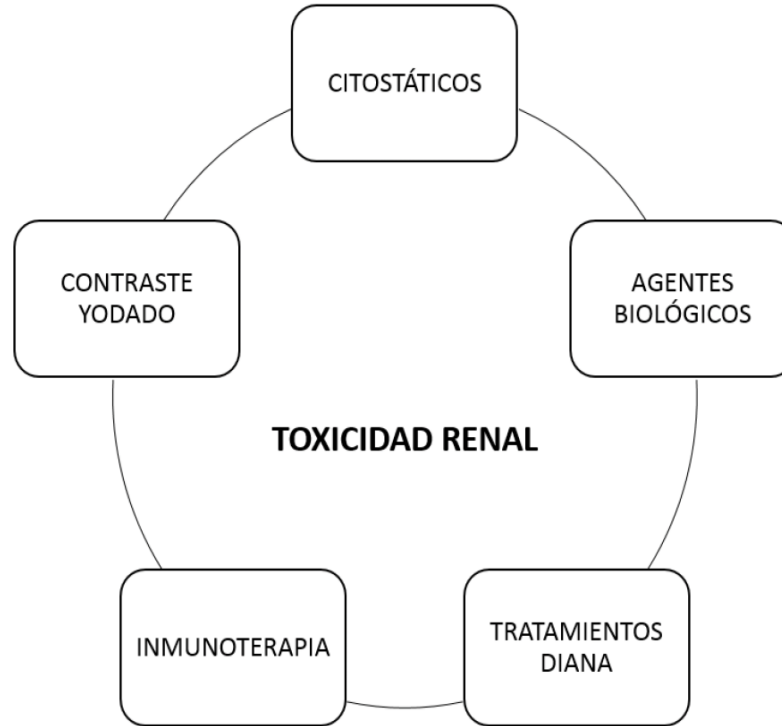 CITOSTÁTICOS
CONTRASTE
YODADO
AGENTES
BIOLÓGICOS
TOXICIDAD RENAL
INMUNOTERAPIA
TRATAMIENTOS
DIANA